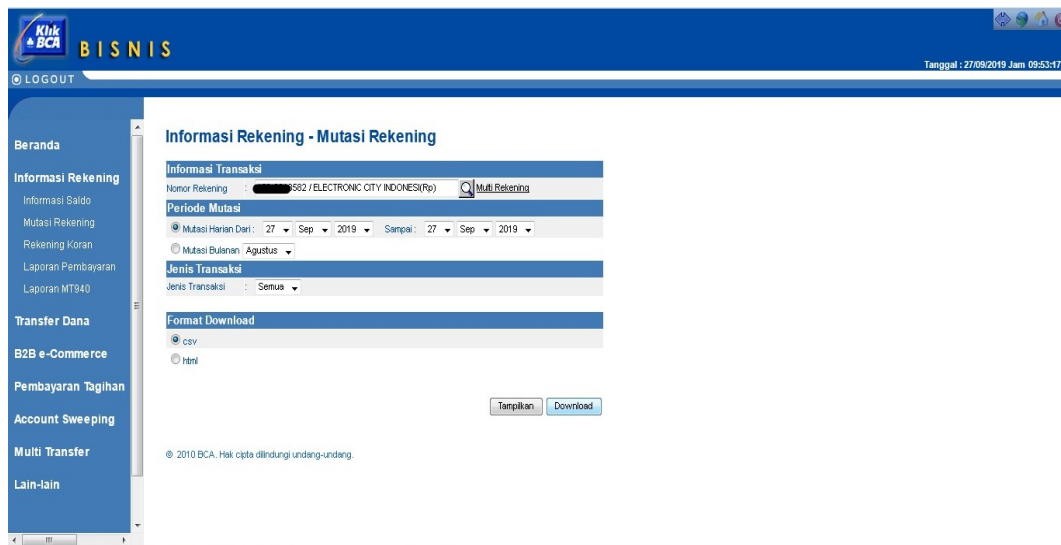 Klik
BCA
BISNIS
Tanggal : 27/09/2019 Jam 09:53:17
LOGOUT
Beranda
Informasi Rekening
Informasi Saldo
Mutasi Rekening
Rekening Koran
Laporan Pembayaran
Laporan MT940
Transfer Dana
B2B e-Commerce
Pembayaran Tagihan
Account Sweeping
Multi Transfer
Lain-lain
Informasi Rekening - Mutasi Rekening
Informasi Transaksi
Nomor Rekening : 582 / ELECTRONIC CITY INDONESI(Rp) Multi Rekening
Periode Mutasi
Mutasi Harian Dari : 27 Sep 2019 Sampai : 27 Sep 2019
Mutasi Bulanan Agustus
Jenis Transaksi
Jenis Transaksi : Semua
Format Download
csv
html
Tampilkan Download
© 2010 BCA. Hak cipta dilindungi undang-undang.